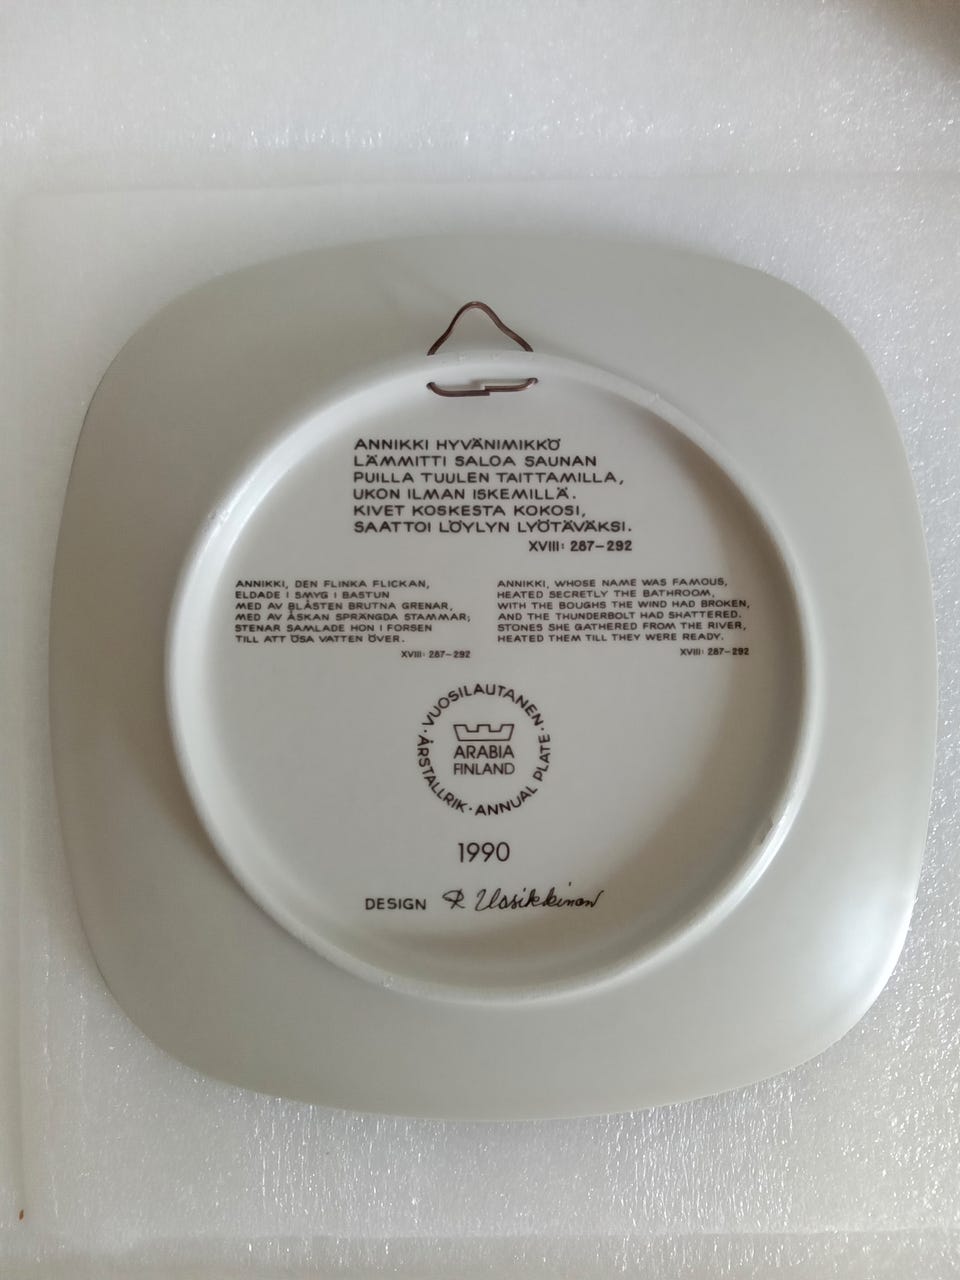 ANNIKKI HYVÄNIMIKKÖ
LÄMMITTI SALOA SAUNAN
PUILLA TUULEN TAITTAMILLA,
UKON ILMAN ISKEMILLÄ.
KIVET KOSKESTA KOKOSI,
SAATTOI LÖYLYN LYÖTÄVÄKSI.
XVIII: 287–292
ANNIKKI, DEN FLINKA FLICKAN,
ELDADE I SMYG I BASTUN
MED AV BLÅSTEN BRUTNA GRENAR,
MED AV ÅSKAN SPRÄNGDA STAMMAR;
STENAR SAMLADE HON I FORSEN
TILL ATT ÖSA VATTEN ÖVER.
XVIII: 287–292
ANNIKKI, WHOSE NAME WAS FAMOUS,
HEATED SECRETLY THE BATHROOM,
WITH THE BOUGHS THE WIND HAD BROKEN,
AND THE THUNDERBOLT HAD SHATTERED.
STONES SHE GATHERED FROM THE RIVER,
HEATED THEM TILL THEY WERE READY.
XVIII: 287–292
· VUOSILAUTANEN ·
ARABIA
FINLAND
ÅRSTALLRIK · ANNUAL PLATE
1990
DESIGN R Uosikkinen